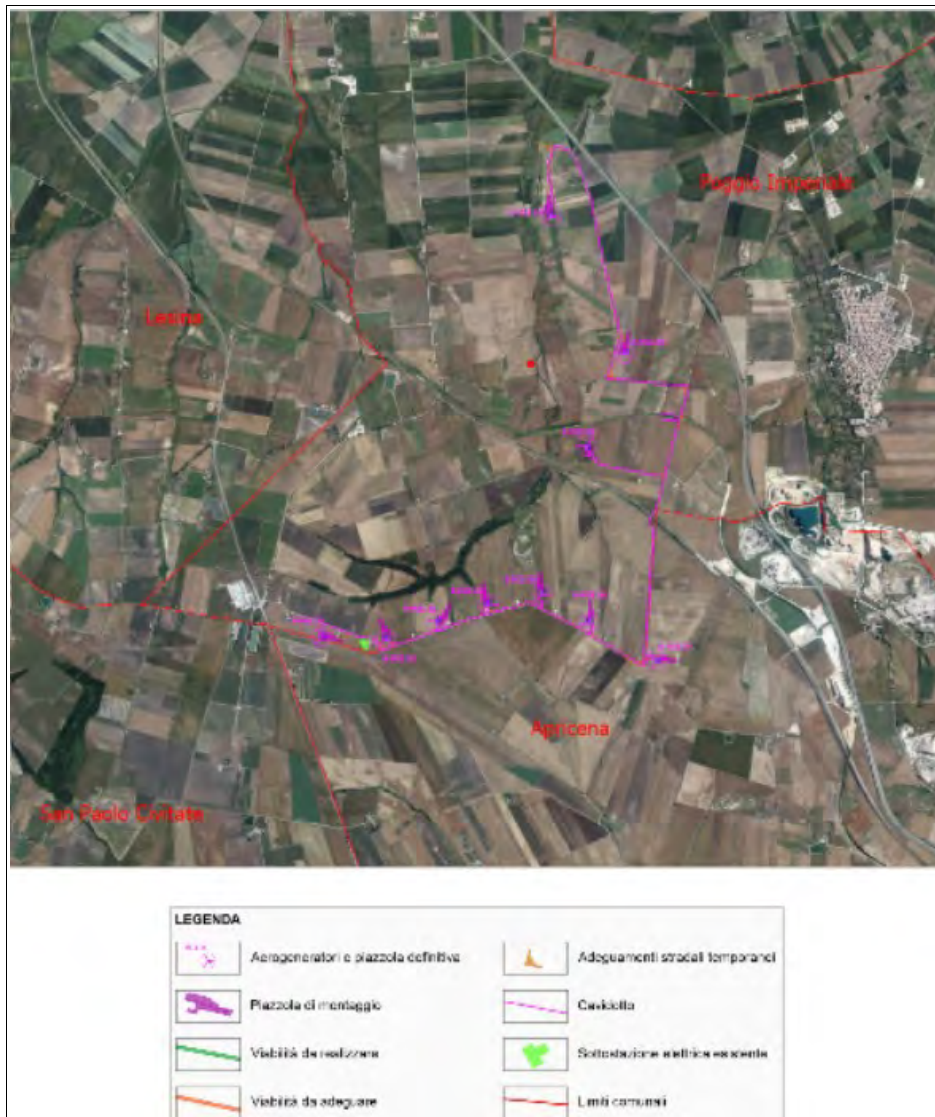 Poggio Imperiale
Lesina
Apricena
San Paolo Civitate
LEGENDA
Aerogeneratori e piazzola definitiva
Adeguamenti stradali temporanei
Piazzola di montaggio
Cavidotto
Viabilità da realizzare
Sottostazione elettrica esistente
Viabilità da adeguare
Limiti comunali